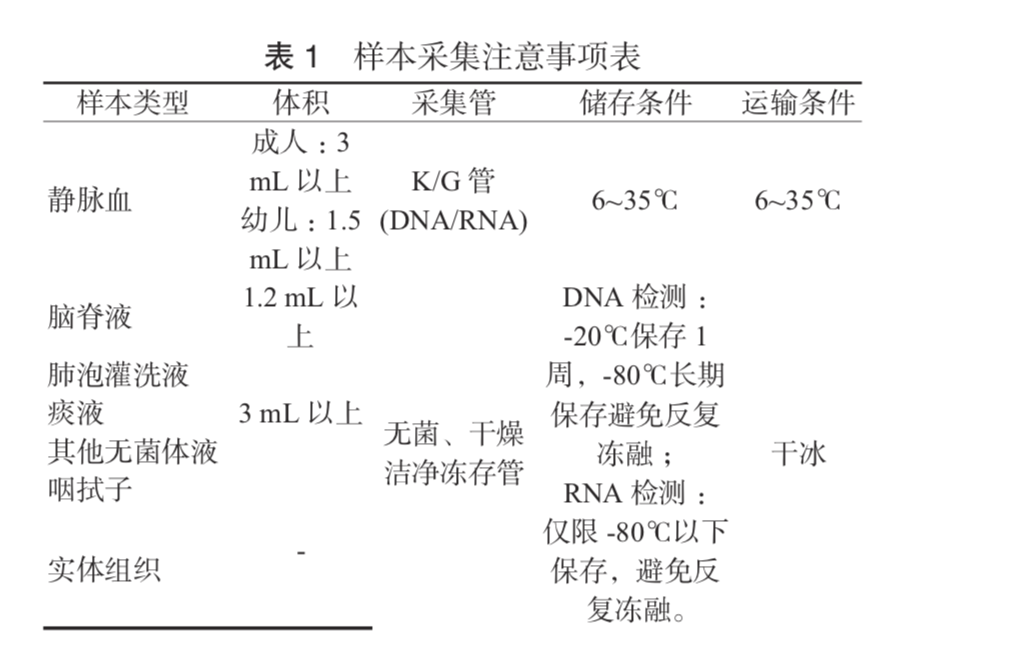 表 1 样本采集注意事项表
样本类型 体积 采集管 储存条件 运输条件
静脉血
成人：3
mL 以上
幼儿：1.5
mL 以上
K/G 管
(DNA/RNA)
6~35℃
6~35℃
脑脊液
1.2 mL 以
上
肺泡灌洗液
痰液
其他无菌体液
咽拭子
3 mL 以上
实体组织
-
无菌、干燥
洁净冻存管
DNA 检测：
-20℃保存 1
周，-80℃长期
保存避免反复
冻融；
RNA 检测：
仅限 -80℃以下
保存，避免反
复冻融。
干冰